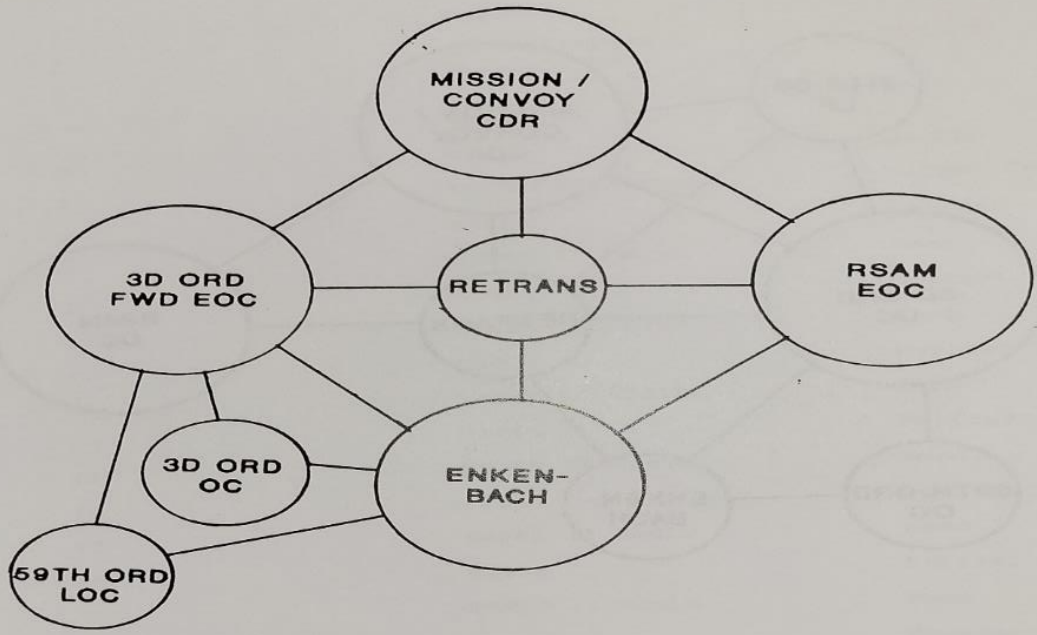 MISSION /
CONVOY
CDR
3D ORD
FWD EOC
RETRANS
RSAM
EOC
3D ORD
OC
ENKEN-
BACH
59TH ORD
LOC